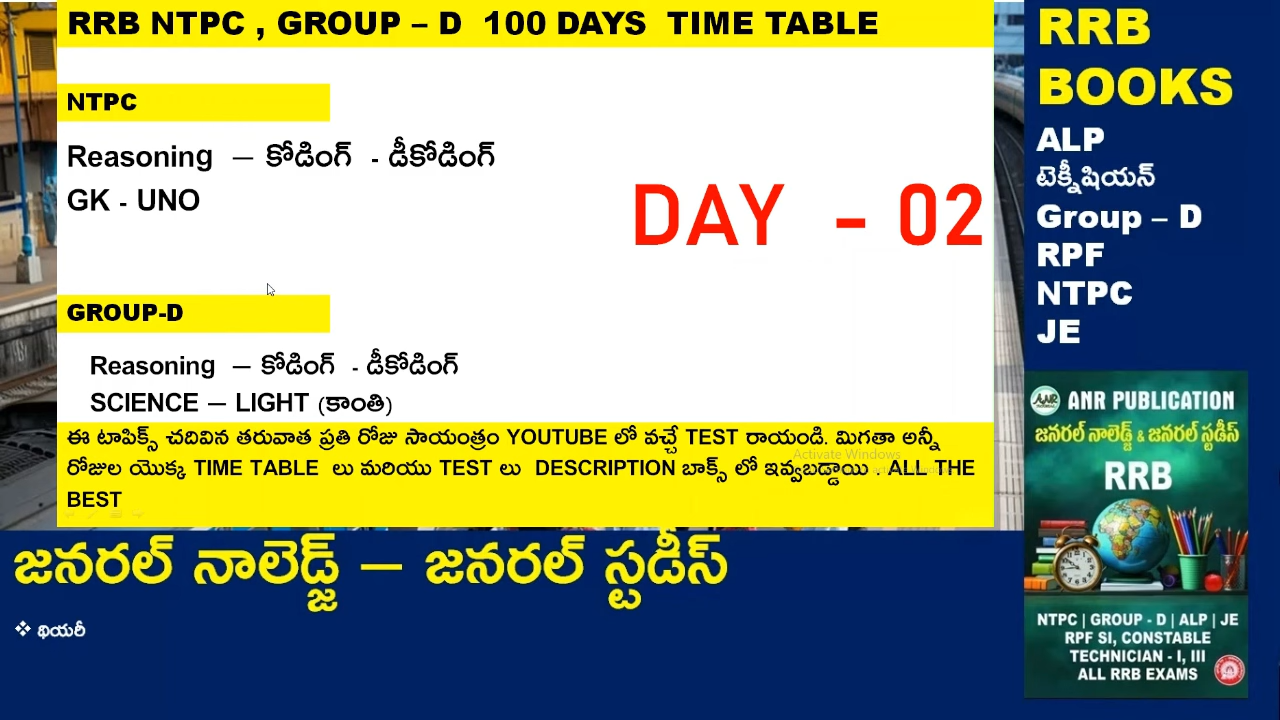 RRB NTPC , GROUP – D 100 DAYS TIME TABLE
NTPC
Reasoning – కోడింగ్ - డీకోడింగ్
GK - UNO
DAY - 02
GROUP-D
Reasoning – కోడింగ్ - డీకోడింగ్
SCIENCE – LIGHT (కాంతి)
ఈ టాపిక్స్ చదివిన తరువాత ప్రతి రోజు సాయంత్రం YOUTUBE లో వచ్చే TEST రాయండి. మిగతా అన్నీ
రోజుల యొక్క TIME TABLE లు మరియు TEST లు DESCRIPTION బాక్స్ లో ఇవ్వబడ్డాయి . ALL THE
BEST
Activate Windows
జనరల్ నాలెడ్జ్ – జనరల్ స్టడీస్
❖ థియరీ
RRB
BOOKS
ALP
టెక్నీషియన్
Group – D
RPF
NTPC
JE
ANR PUBLICATION
జనరల్ నాలెడ్జ్ & జనరల్ స్టడీస్
RRB
NTPC | GROUP - D | ALP | JE
RPF SI, CONSTABLE
TECHNICIAN - I, III
ALL RRB EXAMS